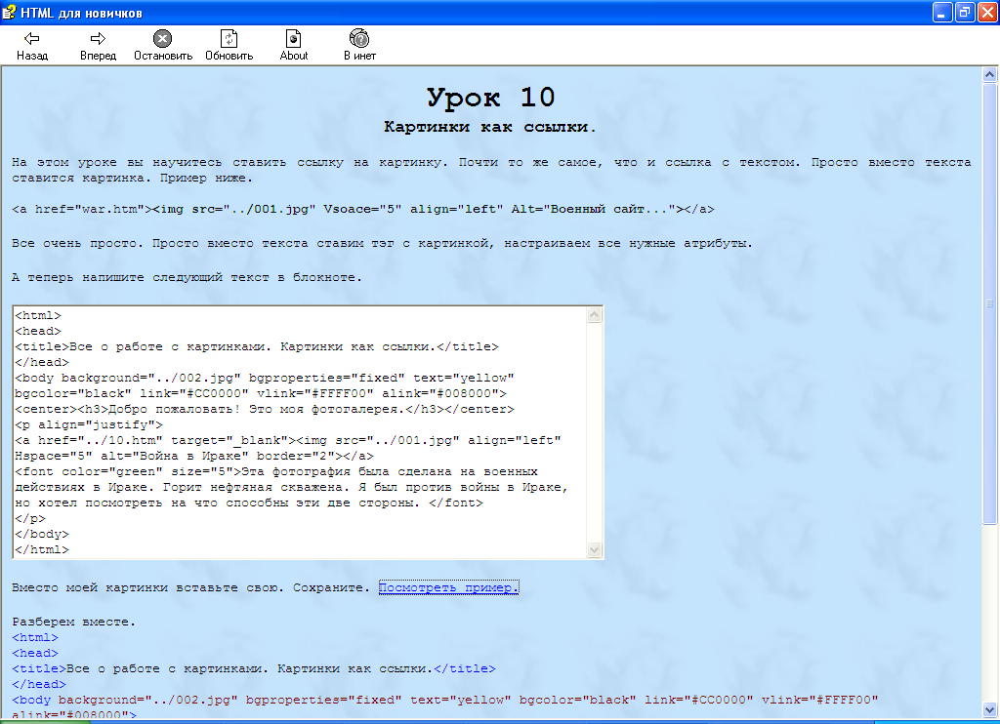 HTML для новичков
Назад Вперед Остановить Обновить About В инет
Урок 10
Картинки как ссылки.
На этом уроке вы научитесь ставить ссылку на картинку. Почти то же самое, что и ссылка с текстом. Просто вместо текста
ставится картинка. Пример ниже.
<a href="war.htm"><img src="../001.jpg" Vsoace="5" align="left" Alt="Военный сайт..."></a>
Все очень просто. Просто вместо текста ставим тэг с картинкой, настраиваем все нужные атрибуты.
А теперь напишите следующий текст в блокноте.
<html>
<head>
<title>Все о работе с картинками. Картинки как ссылки.</title>
</head>
<body background="../002.jpg" bgproperties="fixed" text="yellow"
bgcolor="black" link="#CC0000" vlink="#FFFF00" alink="#008000">
<center><h3>Добро пожаловать! Это моя фотогалерея.</h3></center>
<p align="justify">
<a href="../10.htm" target="_blank"><img src="../001.jpg" align="left"
Hspace="5" alt="Война в Ираке" border="2"></a>
<font color="green" size="5">Эта фотография была сделана на военных
действиях в Ираке. Горит нефтяная скважена. Я был против войны в Ираке,
но хотел посмотреть на что способны эти две стороны. </font>
</p>
</body>
</html>
Вместо моей картинки вставьте свою. Сохраните. Посмотреть пример.
Разберем вместе.
<html>
<head>
<title>Все о работе с картинками. Картинки как ссылки.</title>
</head>
<body background="../002.jpg" bgproperties="fixed" text="yellow" bgcolor="black" link="#CC0000" vlink="#FFFF00"
alink="#008000">